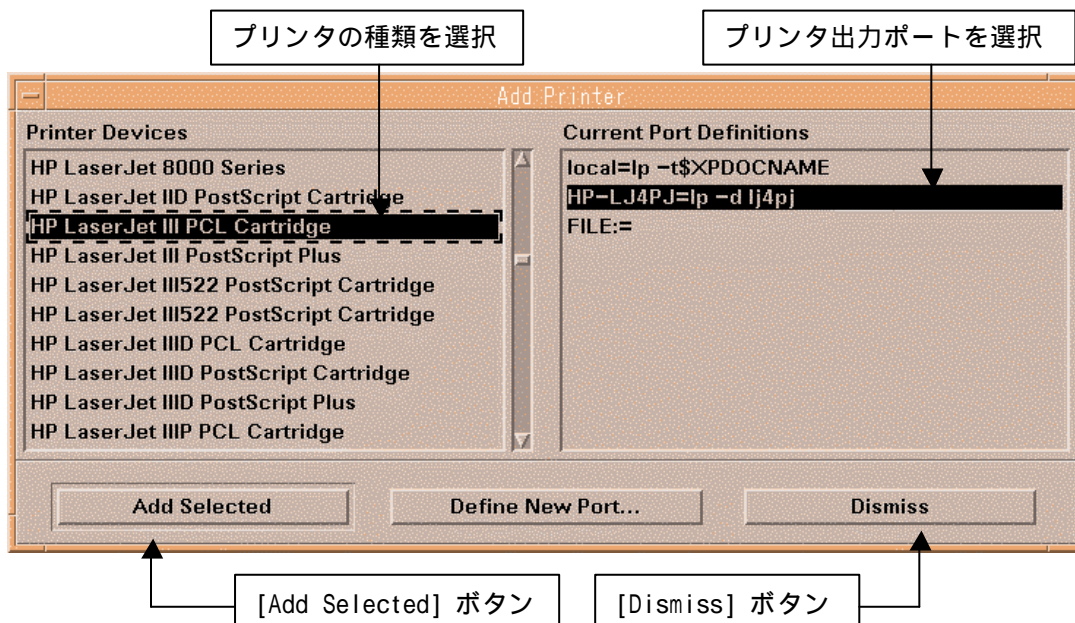 プリンタの種類を選択
プリンタ出力ポートを選択
Add Printer
Printer Devices
HP LaserJet 8000 Series
HP LaserJet IID PostScript Cartridge
HP LaserJet III PCL Cartridge
HP LaserJet III PostScript Plus
HP LaserJet III522 PostScript Cartridge
HP LaserJet III522 PostScript Cartridge
HP LaserJet IIID PCL Cartridge
HP LaserJet IIID PostScript Cartridge
HP LaserJet IIID PostScript Plus
HP LaserJet IIIP PCL Cartridge
Current Port Definitions
local=lp -t$XPDOCNAME
HP-LJ4PJ=lp -d lj4pj
FILE:=
Add Selected
Define New Port...
Dismiss
[Add Selected] ボタン
[Dismiss] ボタン